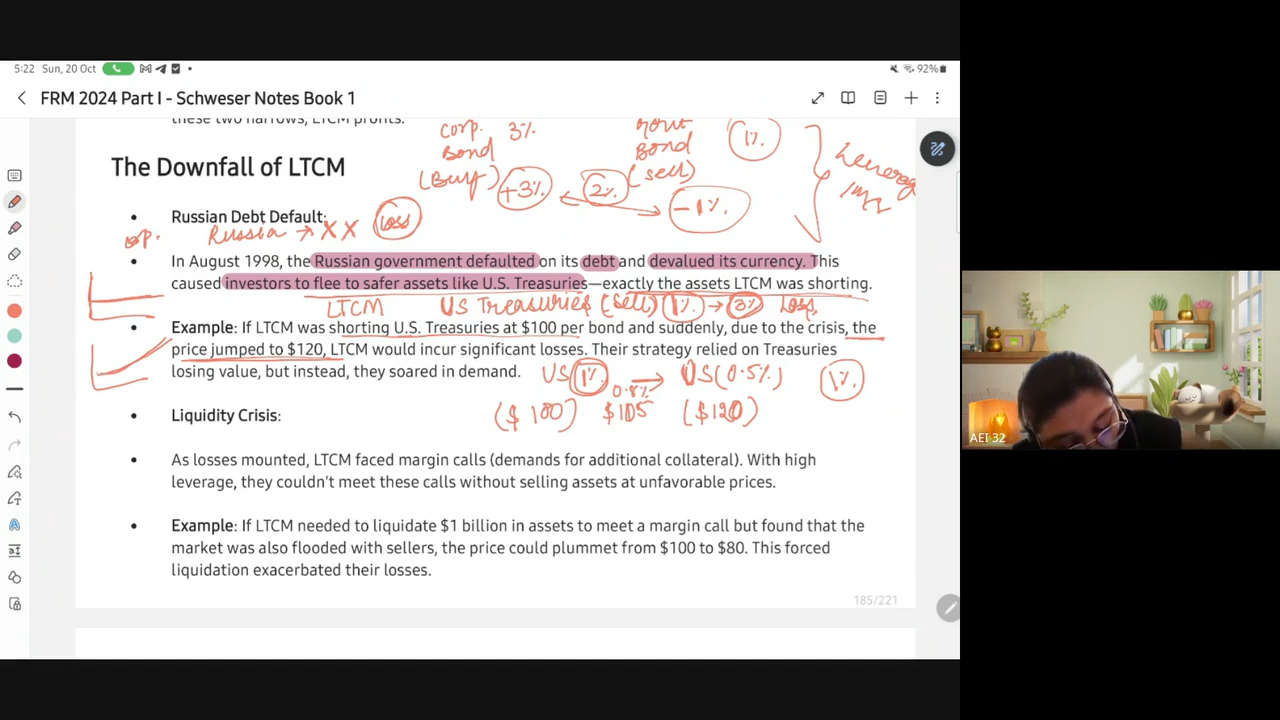 5:22 Sun, 20 Oct 92%
FRM 2024 Part I - Schweser Notes Book 1
these two narrows, LTCM profits.
corp. 3% Govt 1%
Bond Bond
(Buy) (sell)
+3% 2% -1%
Leverage
The Downfall of LTCM
• Russian Debt Default:
Russia → XX Loss
• In August 1998, the Russian government defaulted on its debt and devalued its currency. This
caused investors to flee to safer assets like U.S. Treasuries—exactly the assets LTCM was shorting.
LTCM US Treasuries (sell) 1% → Loss
• Example: If LTCM was shorting U.S. Treasuries at $100 per bond and suddenly, due to the crisis, the
price jumped to $120, LTCM would incur significant losses. Their strategy relied on Treasuries
losing value, but instead, they soared in demand.
US 1% 0.8% → US (0.5%) 1%
($100) $105 ($120)
• Liquidity Crisis:
• As losses mounted, LTCM faced margin calls (demands for additional collateral). With high
leverage, they couldn't meet these calls without selling assets at unfavorable prices.
• Example: If LTCM needed to liquidate $1 billion in assets to meet a margin call but found that the
market was also flooded with sellers, the price could plummet from $100 to $80. This forced
liquidation exacerbated their losses.
185/221
AEI 32